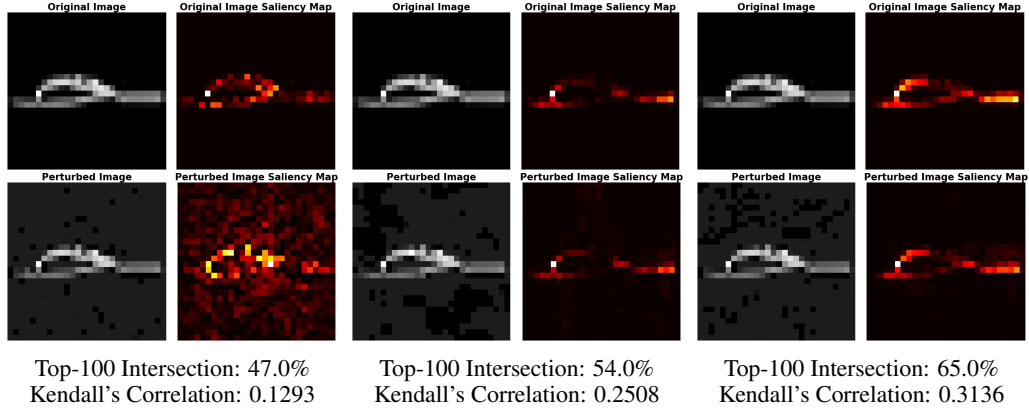 Original Image Original Image Saliency Map Original Image Original Image Saliency Map Original Image Original Image Saliency Map
Perturbed Image Perturbed Image Saliency Map Perturbed Image Perturbed Image Saliency Map Perturbed Image Perturbed Image Saliency Map
Top-100 Intersection: 47.0% Top-100 Intersection: 54.0% Top-100 Intersection: 65.0%
Kendall's Correlation: 0.1293 Kendall's Correlation: 0.2508 Kendall's Correlation: 0.3136